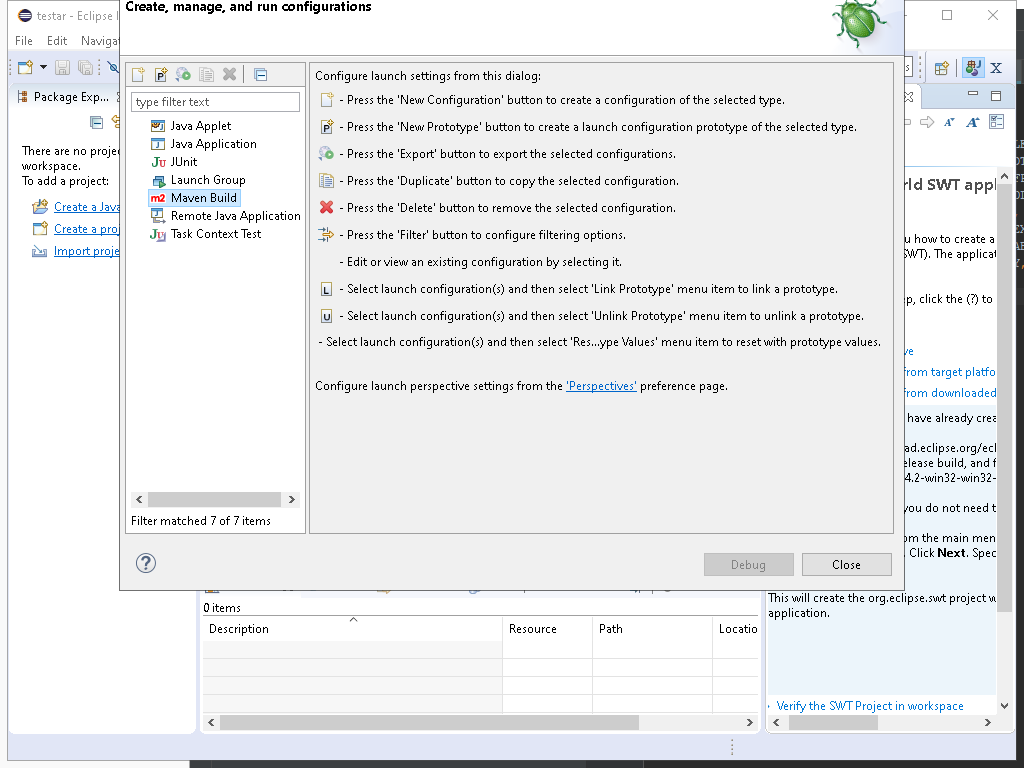 Create, manage, and run configurations
testar - Eclipse I
File Edit Navigat
Package Exp...
There are no proje
workspace.
To add a project:
Create a Java
Create a proj
Import proje
type filter text
Java Applet
Java Application
JUnit
Launch Group
Maven Build
Remote Java Application
Task Context Test
Filter matched 7 of 7 items
Configure launch settings from this dialog:
- Press the 'New Configuration' button to create a configuration of the selected type.
- Press the 'New Prototype' button to create a launch configuration prototype of the selected type.
- Press the 'Export' button to export the selected configurations.
- Press the 'Duplicate' button to copy the selected configuration.
- Press the 'Delete' button to remove the selected configuration.
- Press the 'Filter' button to configure filtering options.
- Edit or view an existing configuration by selecting it.
L - Select launch configuration(s) and then select 'Link Prototype' menu item to link a prototype.
U - Select launch configuration(s) and then select 'Unlink Prototype' menu item to unlink a prototype.
- Select launch configuration(s) and then select 'Res...ype Values' menu item to reset with prototype values.
Configure launch perspective settings from the 'Perspectives' preference page.
Debug Close
rld SWT appl
u how to create a
SWT). The applicat
p, click the (?) to
ve
from target platfo
from downloaded
have already crea
ad.eclipse.org/ecl
elease build, and f
4.2-win32-win32-
you do not need t
om the main men
. Click Next. Spec
This will create the org.eclipse.swt project w
application.
Verify the SWT Project in workspace
0 items
Description Resource Path Locatio